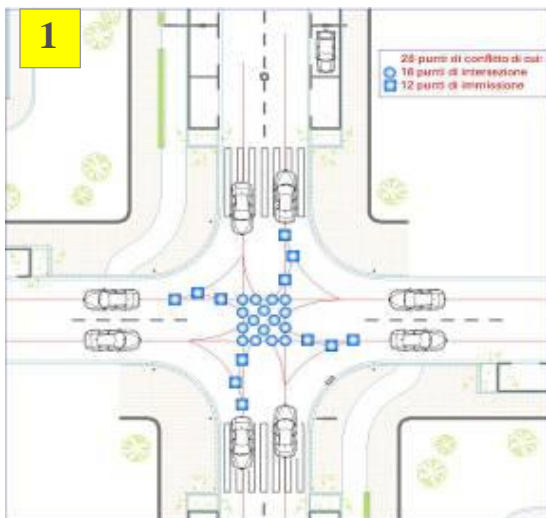 1
28 punti di conflitto di cui:
16 punti di intersezione
12 punti di immissione